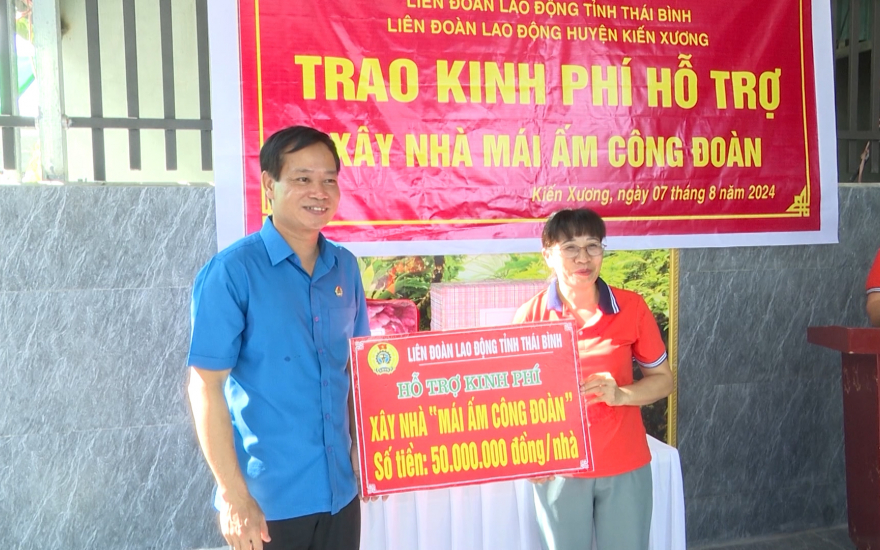 LIÊN ĐOÀN LAO ĐỘNG TỈNH THÁI BÌNH
LIÊN ĐOÀN LAO ĐỘNG HUYỆN KIẾN XƯƠNG
TRAO KINH PHÍ HỖ TRỢ
XÂY NHÀ MÁI ẤM CÔNG ĐOÀN
Kiến Xương, ngày 07 tháng 8 năm 2024
LIÊN ĐOÀN LAO ĐỘNG TỈNH THÁI BÌNH
HỖ TRỢ KINH PHÍ
XÂY NHÀ "MÁI ẤM CÔNG ĐOÀN"
Số tiền: 50.000.000 đồng/nhà